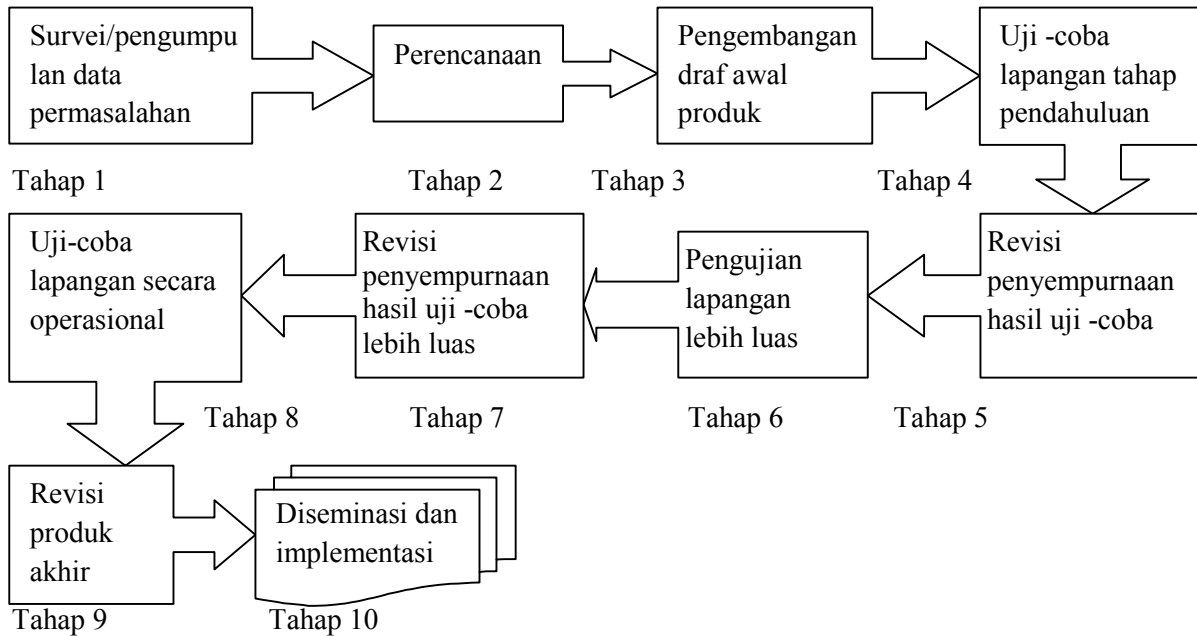 Survei/pengumpu
lan data
permasalahan
Perencanaan
Pengembangan
draf awal
produk
Uji -coba
lapangan tahap
pendahuluan
Tahap 1
Tahap 2
Tahap 3
Tahap 4
Uji-coba
lapangan secara
operasional
Revisi
penyempurnaan
hasil uji -coba
lebih luas
Pengujian
lapangan
lebih luas
Revisi
penyempurnaan
hasil uji -coba
Tahap 8
Tahap 7
Tahap 6
Tahap 5
Revisi
produk
akhir
Diseminasi dan
implementasi
Tahap 9
Tahap 10